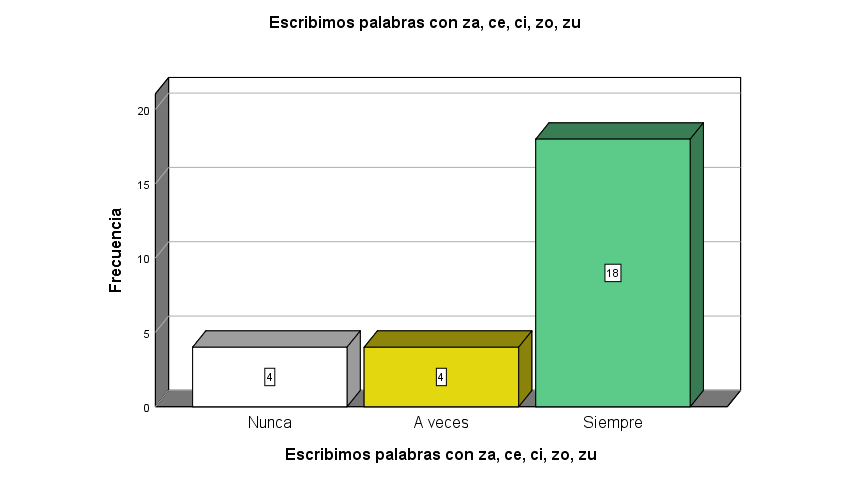 Escribimos palabras con za, ce, ci, zo, zu
Frecuencia
20
15
10
5
0
4
4
18
Nunca
A veces
Siempre
Escribimos palabras con za, ce, ci, zo, zu